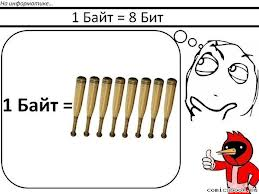 На информатике...
1 Байт = 8 Бит
1 Байт =